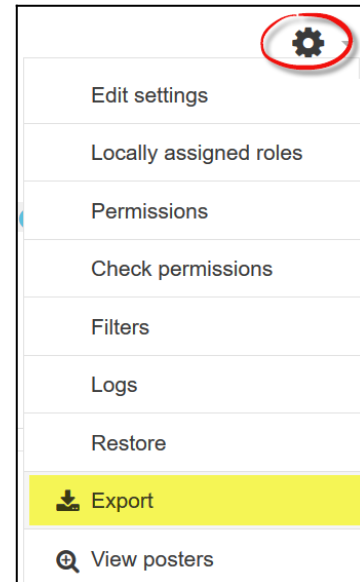 Edit settings
Locally assigned roles
Permissions
Check permissions
Filters
Logs
Restore
Export
View posters